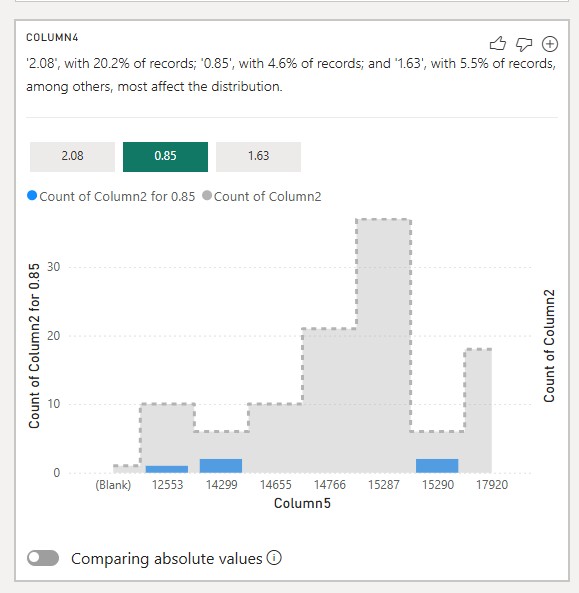 COLUMN4
'2.08', with 20.2% of records; '0.85', with 4.6% of records; and '1.63', with 5.5% of records,
among others, most affect the distribution.
2.08 0.85 1.63
Count of Column2 for 0.85 Count of Column2
Count of Column2 for 0.85
30
20
10
0
Count of Column2
(Blank) 12553 14299 14655 14766 15287 15290 17920
Column5
Comparing absolute values